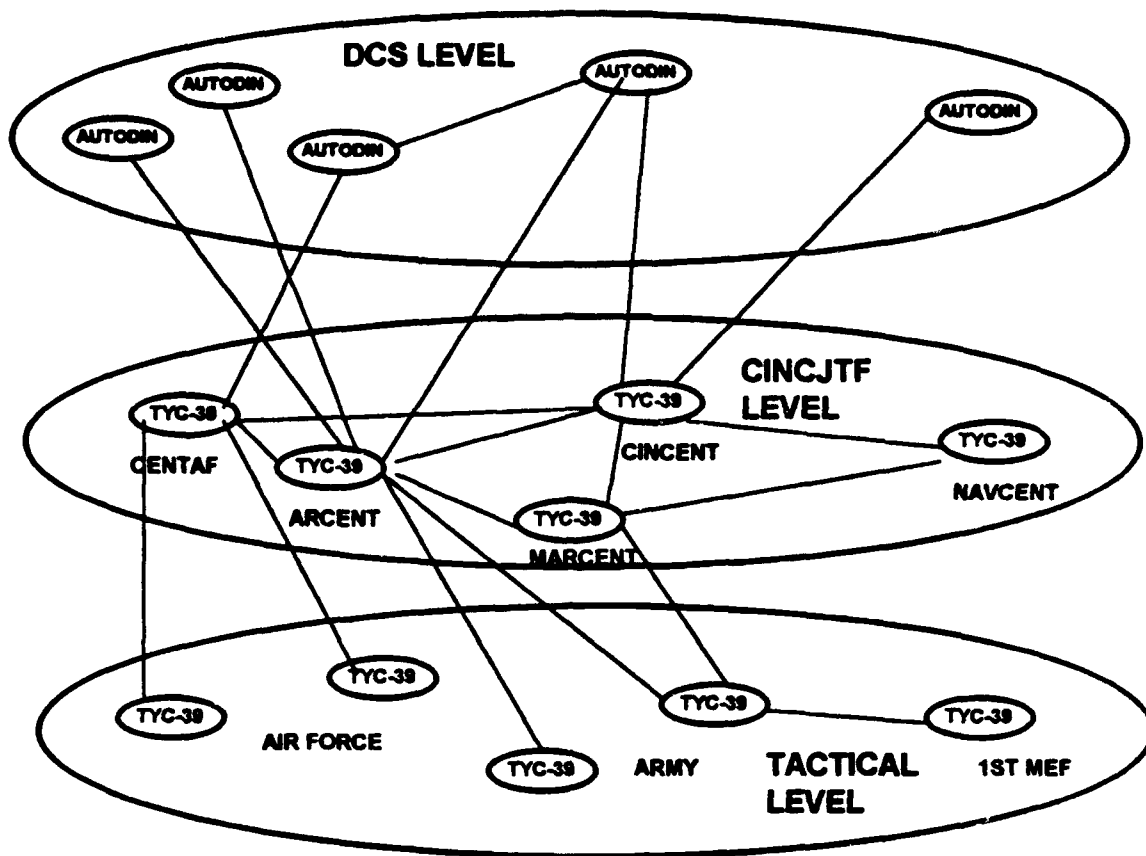 DCS LEVEL
AUTODIN
AUTODIN
AUTODIN
AUTODIN
AUTODIN
CINCJTF
LEVEL
TYC-39
TYC-39
TYC-39
TYC-39
TYC-39
CENTAF
ARCENT
CINCENT
MARCENT
NAVCENT
TYC-39
TYC-39
TYC-39
TYC-39
TYC-39
AIR FORCE
ARMY
TACTICAL
LEVEL
1ST MEF